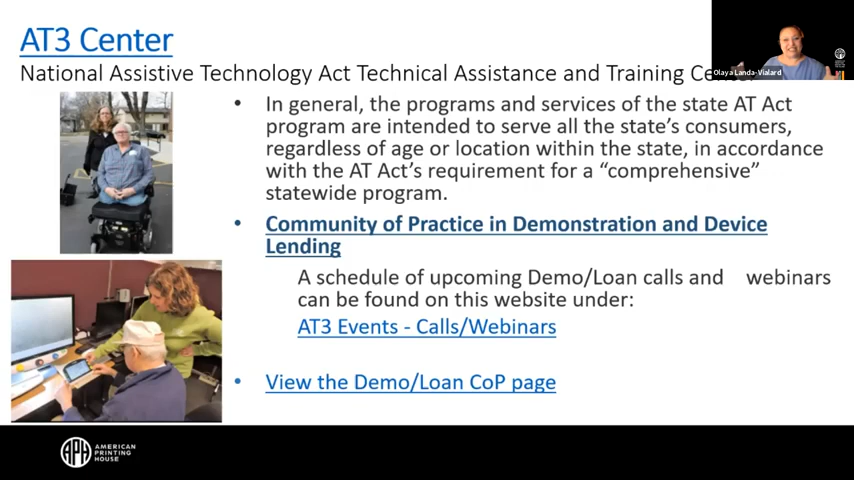 AT3 Center
National Assistive Technology Act Technical Assistance and Training Center
Olaya Landa-Vialard
• In general, the programs and services of the state AT Act
program are intended to serve all the state’s consumers,
regardless of age or location within the state, in accordance
with the AT Act’s requirement for a “comprehensive”
statewide program.
• Community of Practice in Demonstration and Device
Lending
A schedule of upcoming Demo/Loan calls and webinars
can be found on this website under:
AT3 Events - Calls/Webinars
• View the Demo/Loan CoP page
APH
AMERICAN
PRINTING
HOUSE